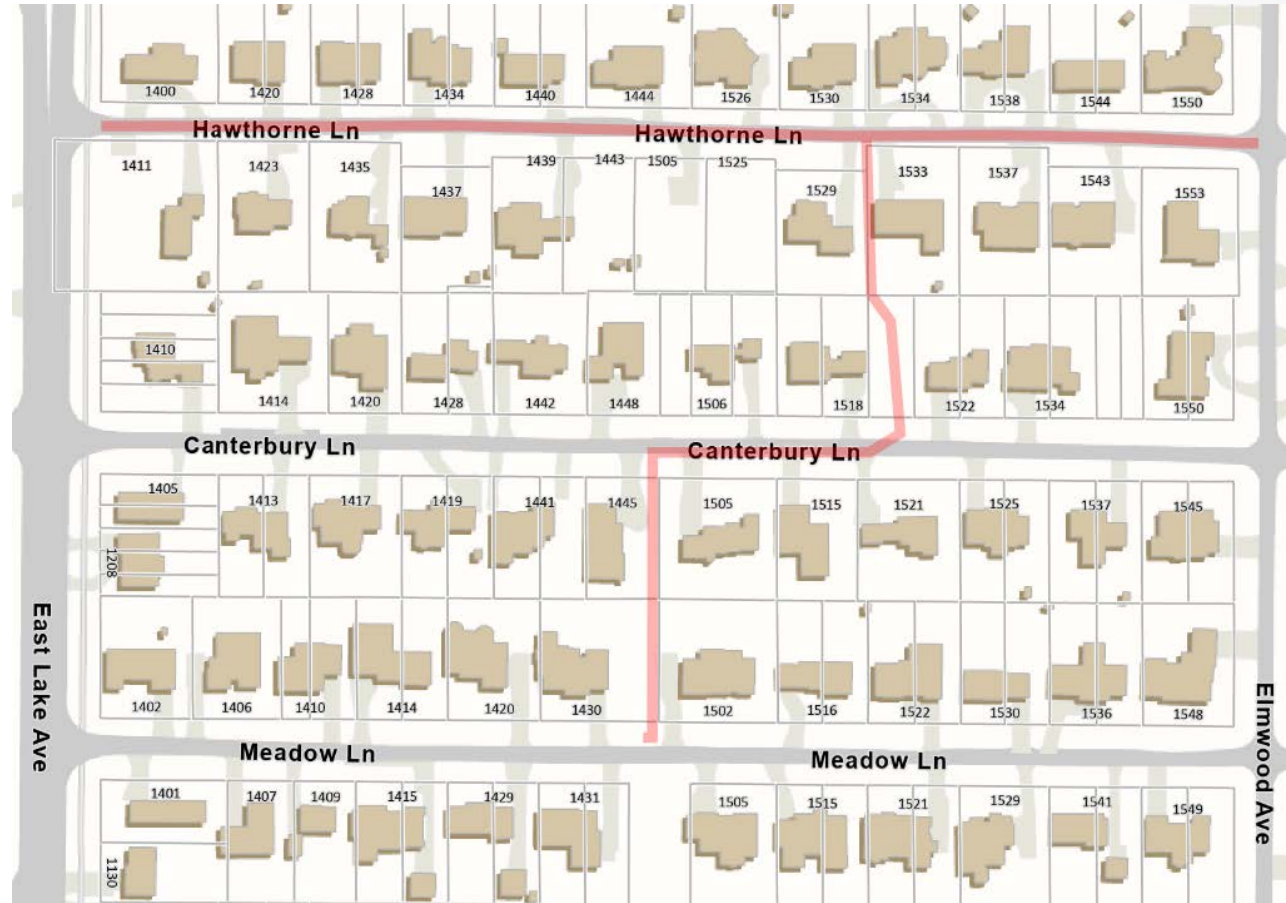 1400 1420 1428 1434 1440 1444 1526 1530 1534 1538 1544 1550
Hawthorne Ln Hawthorne Ln
1411 1423 1435 1437 1439 1443 1505 1525 1529 1533 1537 1543 1553
1410
1414 1420 1428 1442 1448 1506 1518 1522 1534 1550
Canterbury Ln Canterbury Ln
1405 1413 1417 1419 1441 1445 1505 1515 1521 1525 1537 1545
1208
East Lake Ave
1402 1406 1410 1414 1420 1430 1502 1516 1522 1530 1536 1548
Elmwood Ave
Meadow Ln Meadow Ln
1401 1407 1409 1415 1429 1431 1505 1515 1521 1529 1541 1549
1130